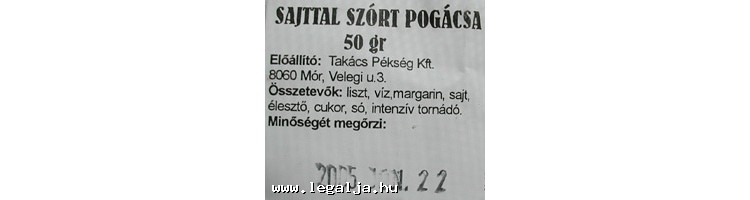 SAJTTAL SZÓRT POGÁCSA
50 gr
Előállító: Takács Pékség Kft.
8060 Mór, Velegi u.3.
Összetevők: liszt, víz,margarin, sajt,
élesztő, cukor, só, intenzív tornádó.
Minőségét megőrzi:
22
www.legalja.hu